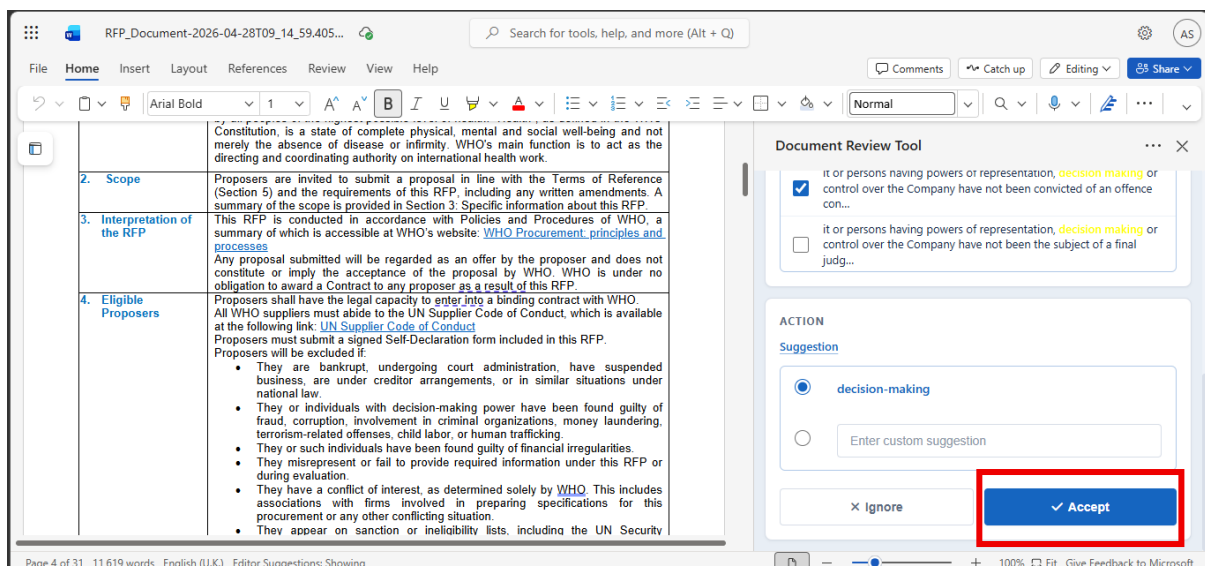 RFP_Document-2026-04-28T09_14_59.405...
Search for tools, help, and more (Alt + Q)
AS
File Home Insert Layout References Review View Help
Comments Catch up Editing Share
Arial Bold 1 A A B I U A Normal
Constitution, is a state of complete physical, mental and social well-being and not
merely the absence of disease or infirmity. WHO's main function is to act as the
directing and coordinating authority on international health work.
2. Scope
Proposers are invited to submit a proposal in line with the Terms of Reference
(Section 5) and the requirements of this RFP, including any written amendments. A
summary of the scope is provided in Section 3: Specific information about this RFP.
3. Interpretation of
the RFP
This RFP is conducted in accordance with Policies and Procedures of WHO, a
summary of which is accessible at WHO's website: WHO Procurement: principles and
processes
Any proposal submitted will be regarded as an offer by the proposer and does not
constitute or imply the acceptance of the proposal by WHO. WHO is under no
obligation to award a Contract to any proposer as a result of this RFP.
4. Eligible
Proposers
Proposers shall have the legal capacity to enter into a binding contract with WHO.
All WHO suppliers must abide to the UN Supplier Code of Conduct, which is available
at the following link: UN Supplier Code of Conduct
Proposers must submit a signed Self-Declaration form included in this RFP.
Proposers will be excluded if:
• They are bankrupt, undergoing court administration, have suspended
business, are under creditor arrangements, or in similar situations under
national law.
• They or individuals with decision-making power have been found guilty of
fraud, corruption, involvement in criminal organizations, money laundering,
terrorism-related offenses, child labor, or human trafficking.
• They or such individuals have been found guilty of financial irregularities.
• They misrepresent or fail to provide required information under this RFP or
during evaluation.
• They have a conflict of interest, as determined solely by WHO. This includes
associations with firms involved in preparing specifications for this
procurement or any other conflicting situation.
• They appear on sanction or ineligibility lists, including the UN Security
Document Review Tool
it or persons having powers of representation, decision making or
control over the Company have not been convicted of an offence
con...
it or persons having powers of representation, decision making or
control over the Company have not been the subject of a final
judg...
ACTION
Suggestion
decision-making
Enter custom suggestion
Ignore
Accept
Page 4 of 31 11,619 words English (U.K.) Editor Suggestions: Showing
100% Fit Give Feedback to Microsoft